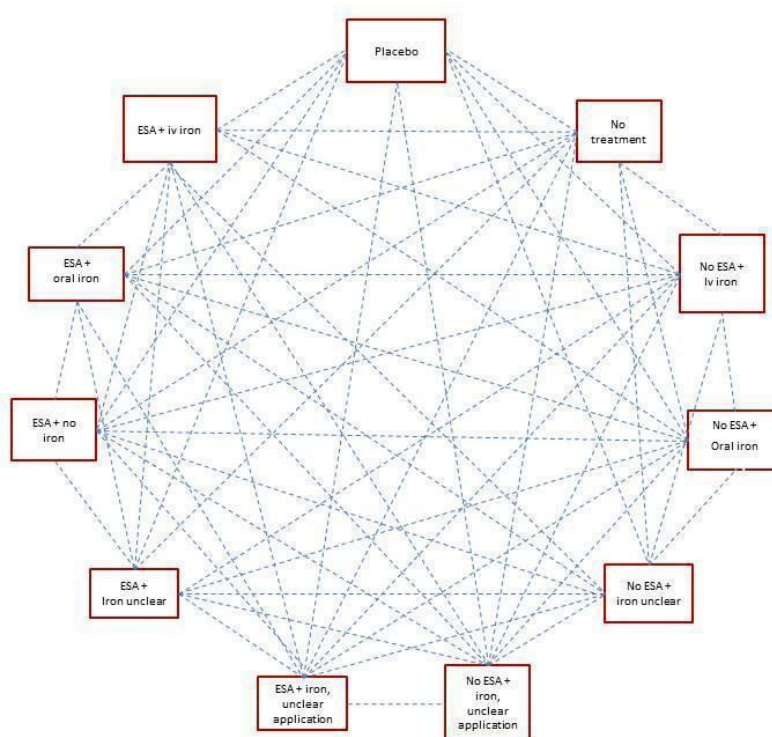 Placebo
ESA + iv iron
No
treatment
ESA +
oral iron
No ESA +
Iv iron
ESA + no
iron
No ESA +
Oral iron
ESA +
Iron unclear
No ESA +
iron unclear
ESA + iron,
unclear
application
No ESA +
iron,
unclear
application